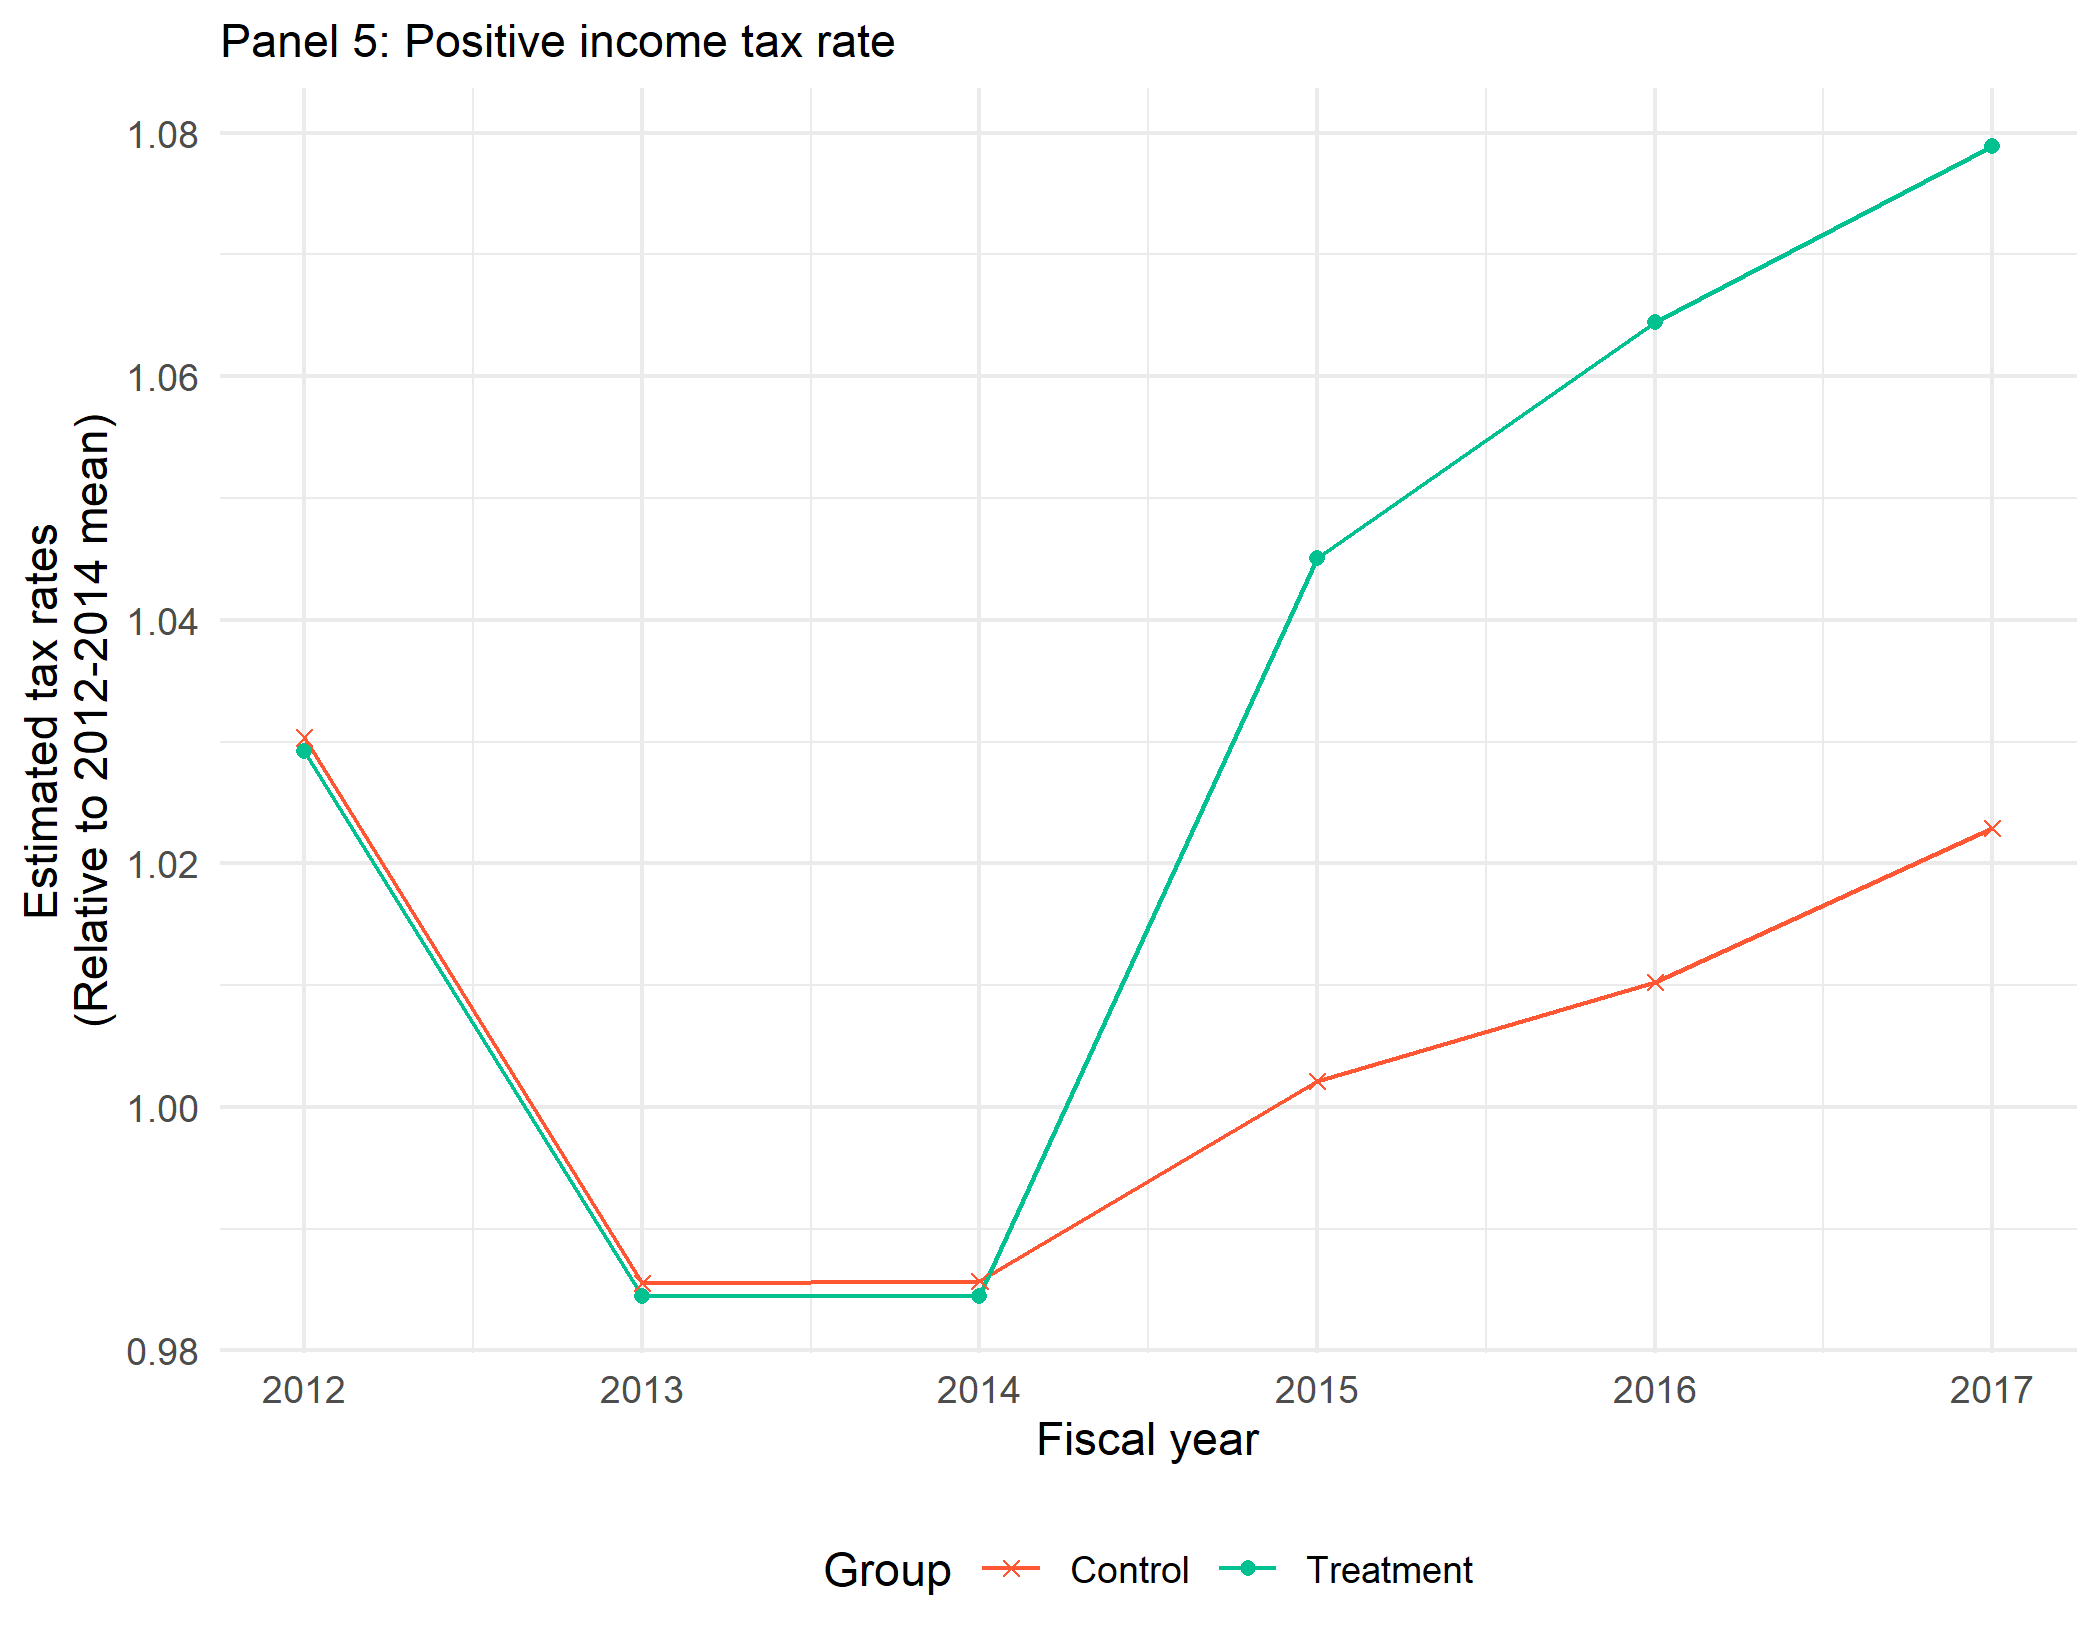 Panel 5: Positive income tax rate
Estimated tax rates
(Relative to 2012-2014 mean)
1.08
1.06
1.04
1.02
1.00
0.98
2012 2013 2014 2015 2016 2017
Fiscal year
Group Control Treatment